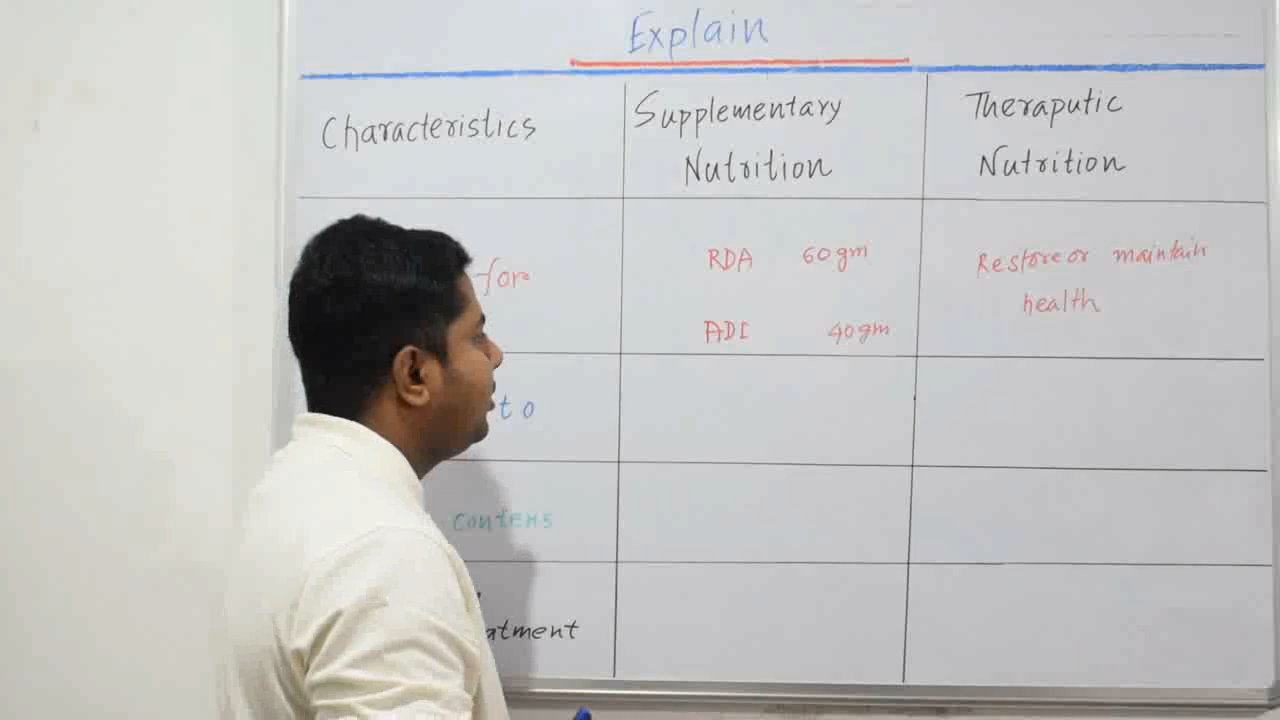 Explain
Characteristics
Supplementary
Nutrition
Theraputic
Nutrition
for
RDA 60gm
ADI 40gm
Restore or maintain
health
to
Contens
atment